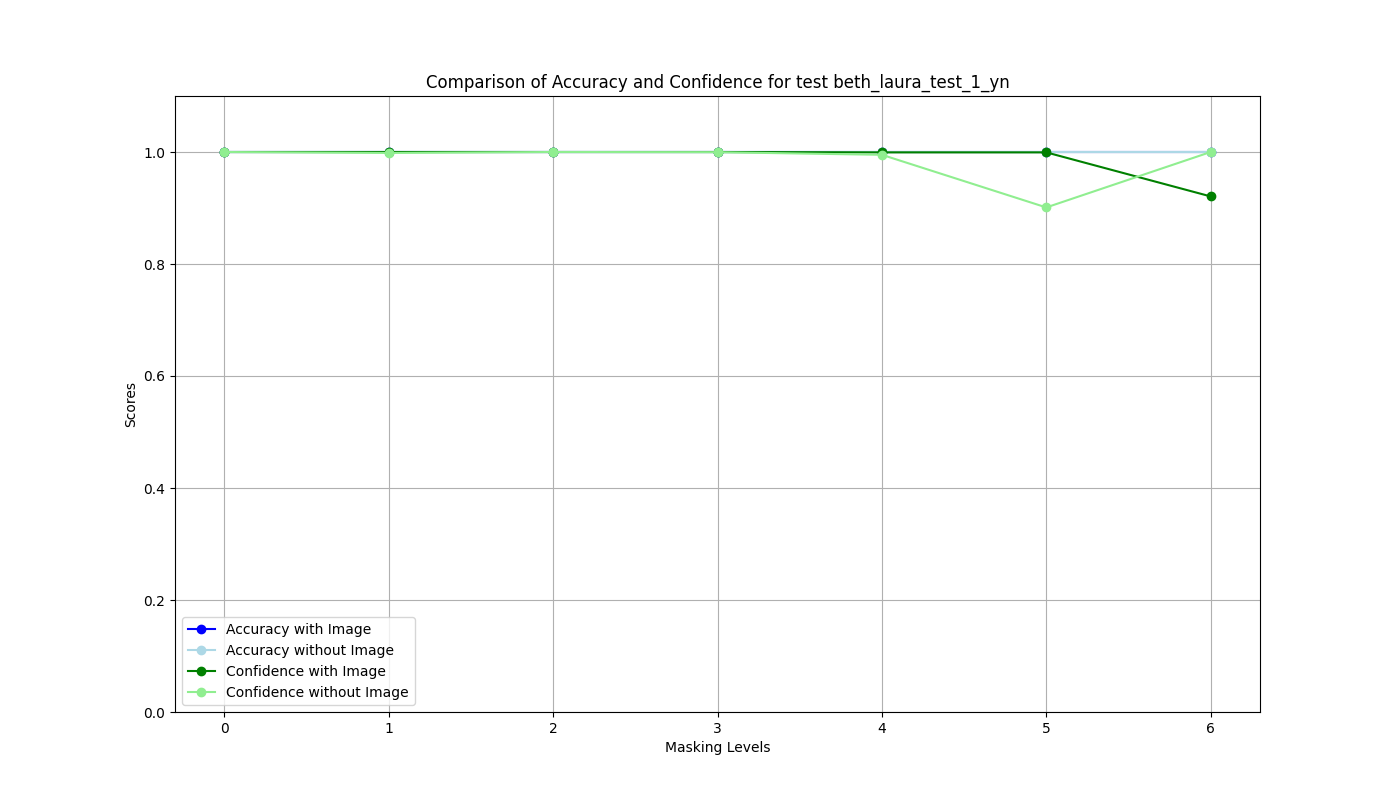 Comparison of Accuracy and Confidence for test beth_laura_test_1_yn
1.0
0.8
0.6
0.4
0.2
0.0
Scores
Accuracy with Image
Accuracy without Image
Confidence with Image
Confidence without Image
0 1 2 3 4 5 6
Masking Levels